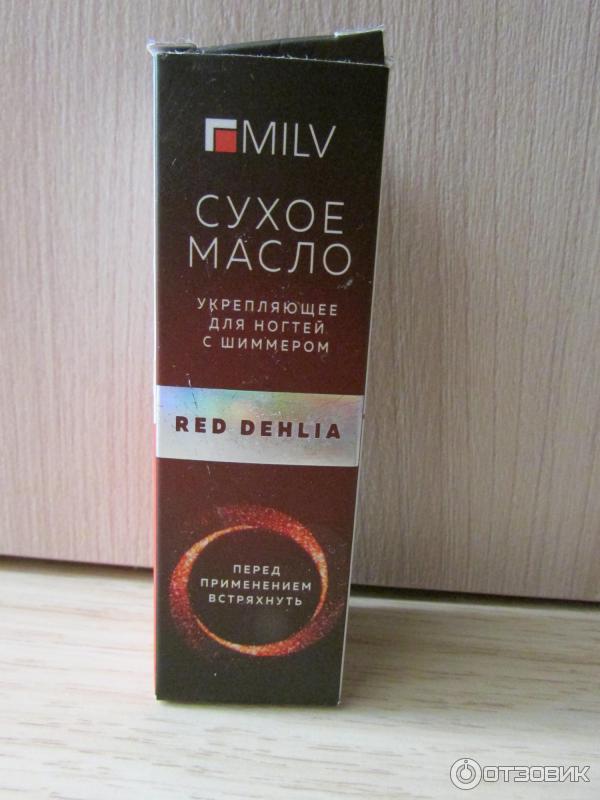 MILV
СУХОЕ
МАСЛО
УКРЕПЛЯЮЩЕЕ
ДЛЯ НОГТЕЙ
С ШИММЕРОМ
RED DEHLIA
ПЕРЕД
ПРИМЕНЕНИЕМ
ВСТРЯХНУТЬ
ОТЗОВИК